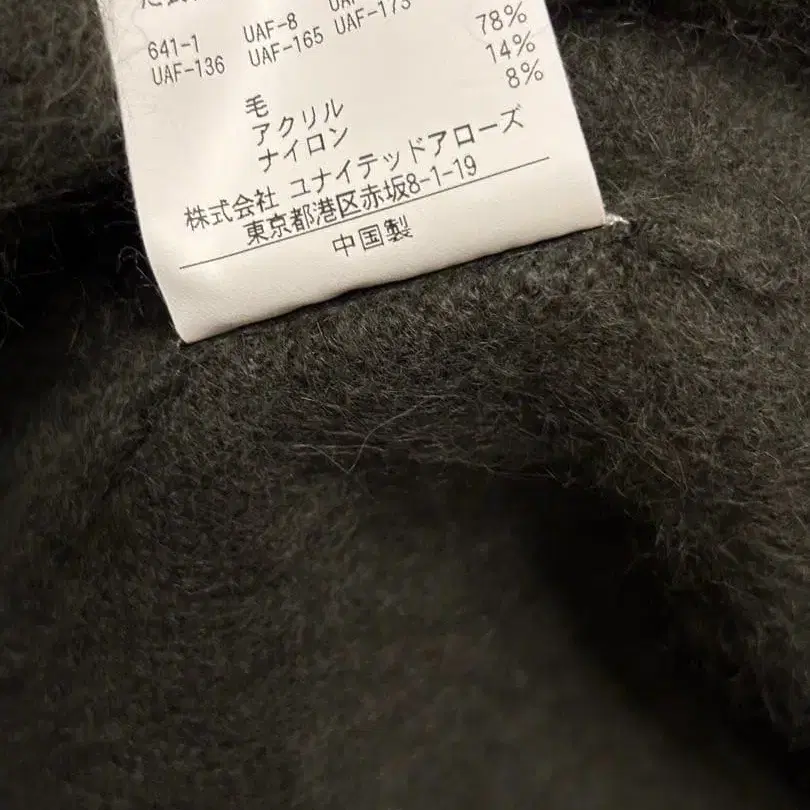 641-1 UAF-8
UAF-136 UAF-165 UAF-173
毛 78%
アクリル 14%
ナイロン 8%
株式会社 ユナイテッドアローズ
東京都港区赤坂8-1-19
中国製